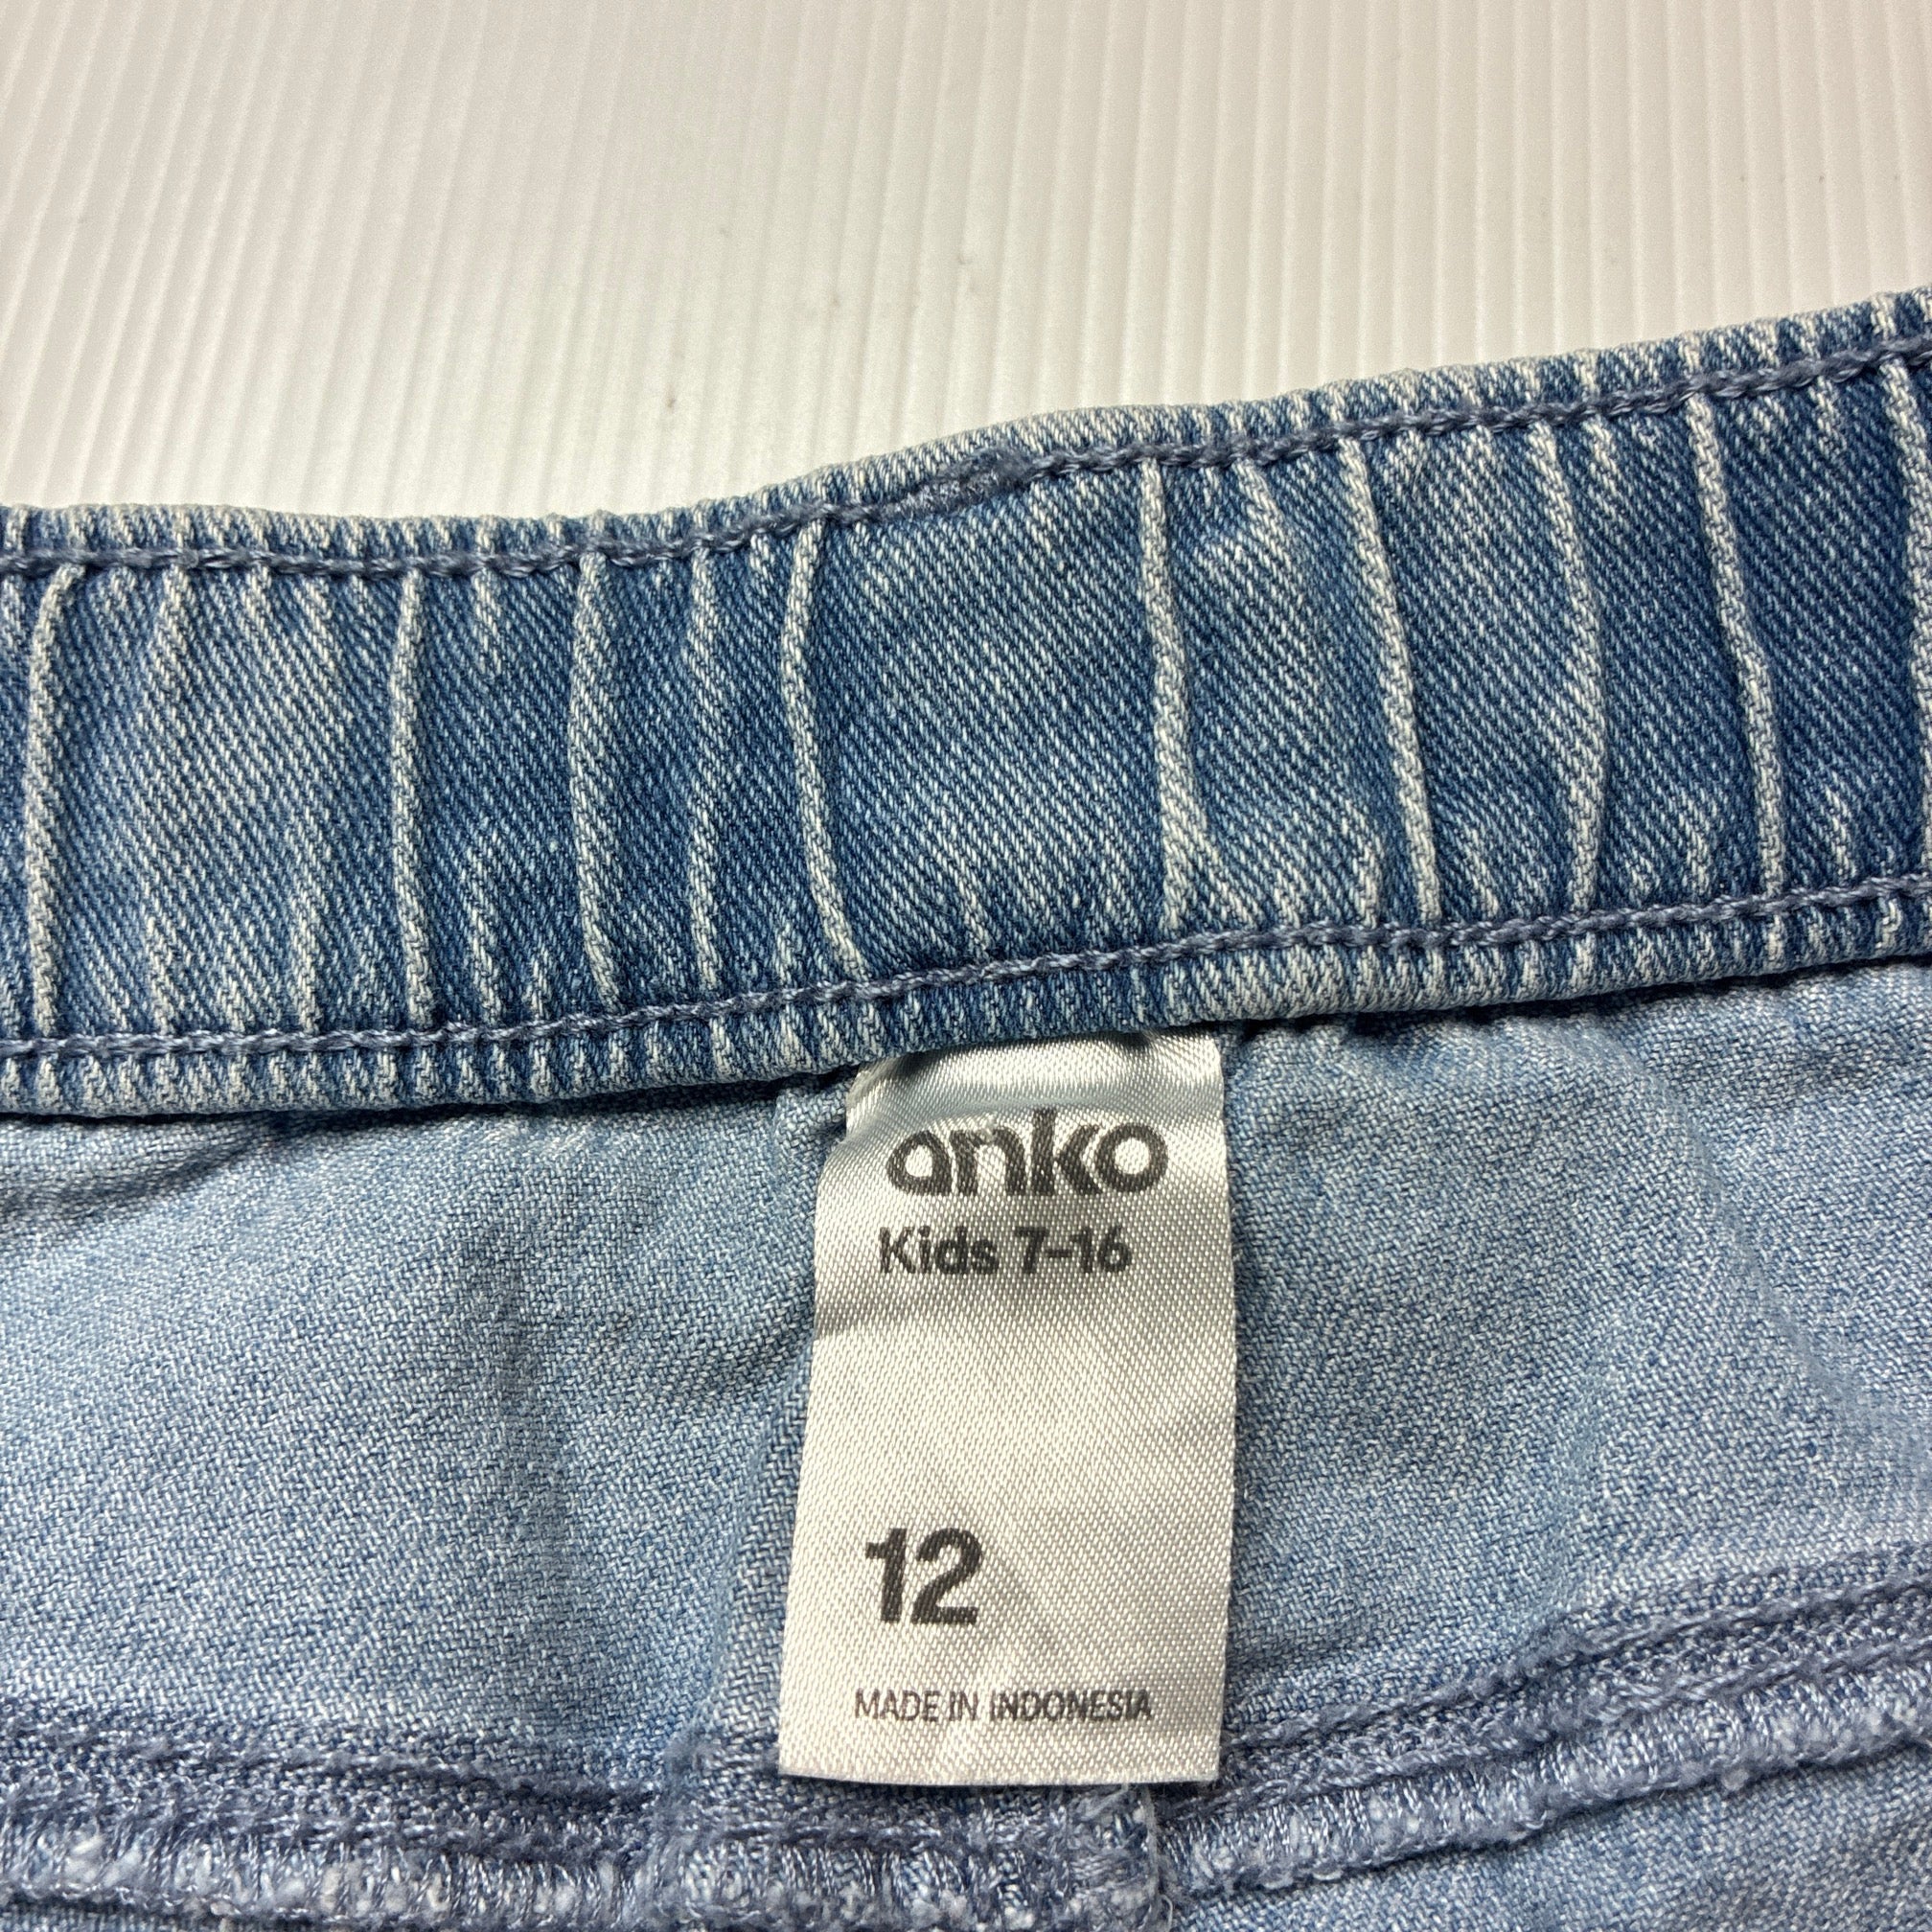 anko
Kids 7-16
12
MADE IN INDONESIA